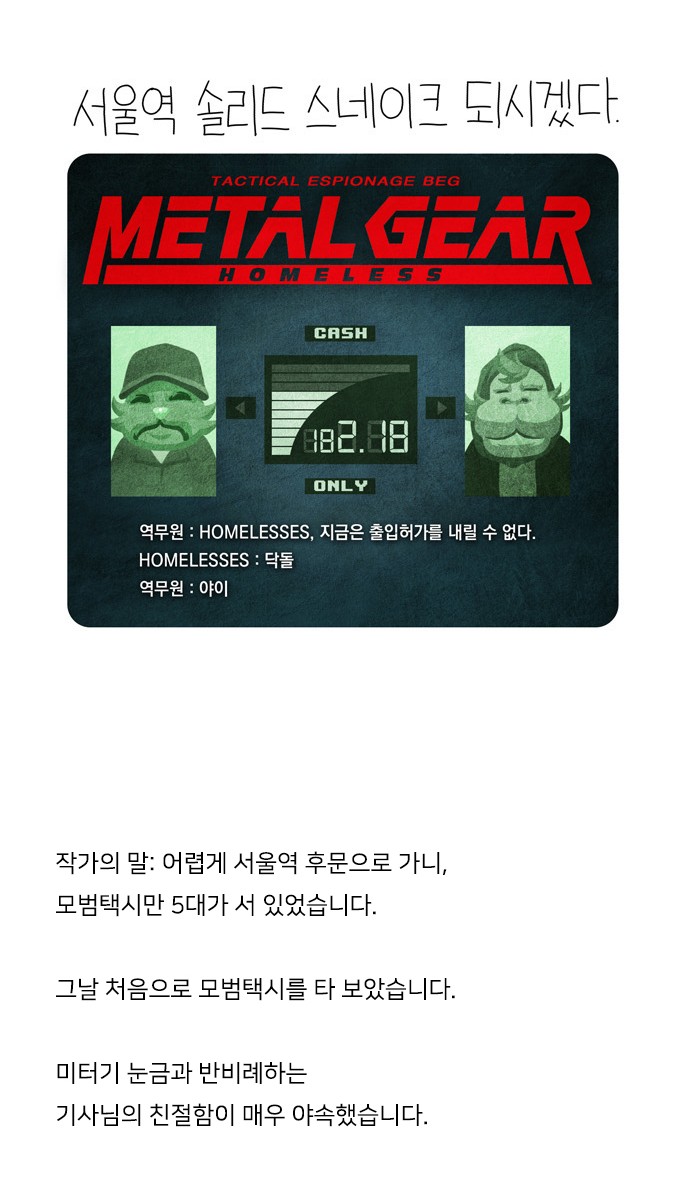 서울역 솔리드 스네이크 되시겠다.
TACTICAL ESPIONAGE BEG
METAL GEAR
HOMELESS
CASH
182.18
ONLY
역무원 : HOMELESSES, 지금은 출입허가를 내릴 수 없다.
HOMELESSES : 닥돌
역무원 : 야이
작가의 말: 어렵게 서울역 후문으로 가니,
모범택시만 5대가 서 있었습니다.
그날 처음으로 모범택시를 타 보았습니다.
미터기 눈금과 반비례하는
기사님의 친절함이 매우 야속했습니다.